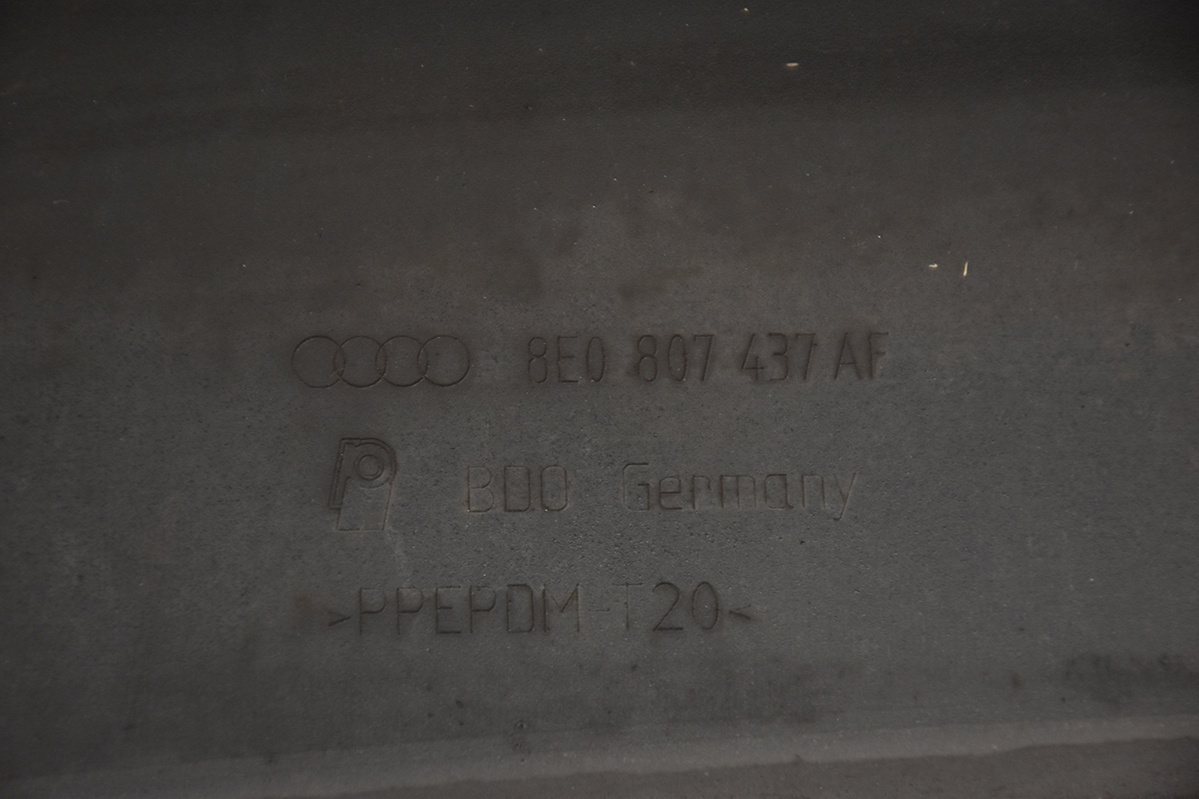 8E0 807 437 AF
BDO Germany
>PPEPDM-T20<